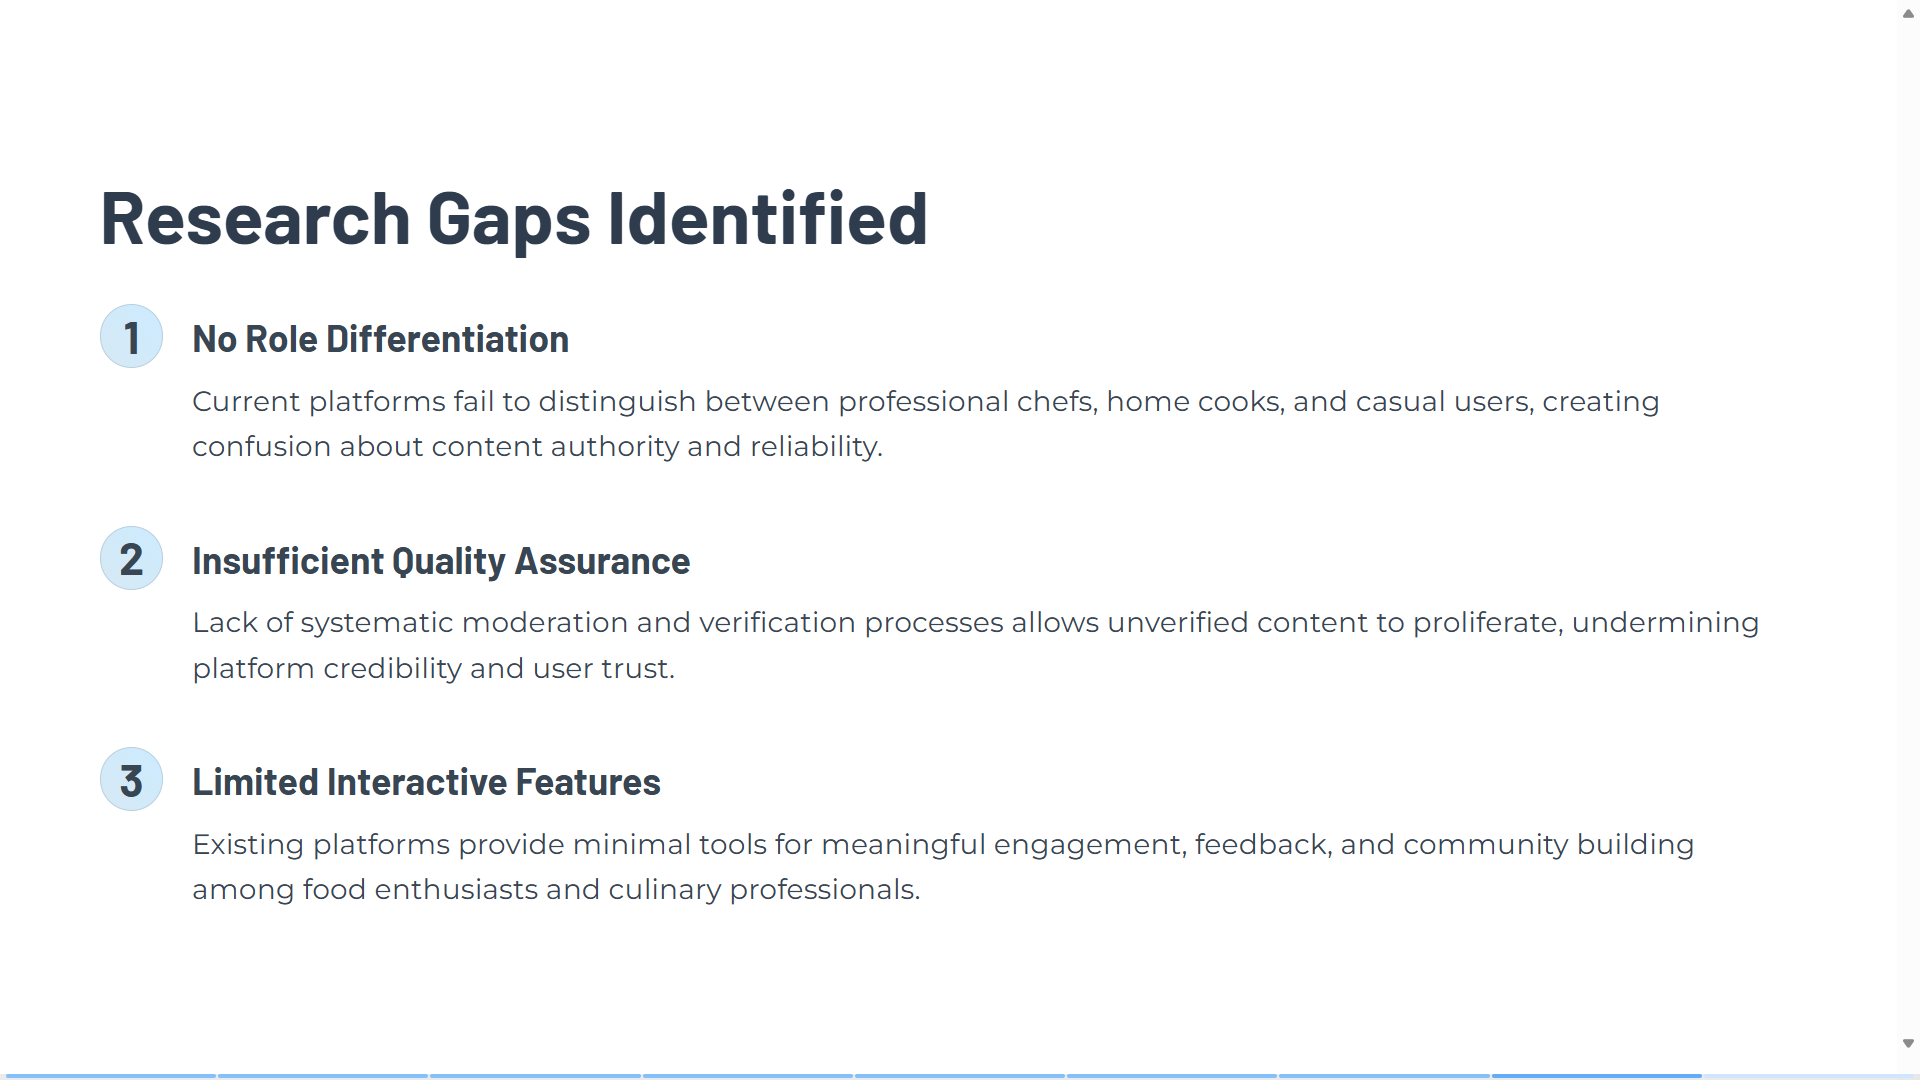 Research Gaps Identified
1
No Role Differentiation
Current platforms fail to distinguish between professional chefs, home cooks, and casual users, creating
confusion about content authority and reliability.
2
Insufficient Quality Assurance
Lack of systematic moderation and verification processes allows unverified content to proliferate, undermining
platform credibility and user trust.
3
Limited Interactive Features
Existing platforms provide minimal tools for meaningful engagement, feedback, and community building
among food enthusiasts and culinary professionals.